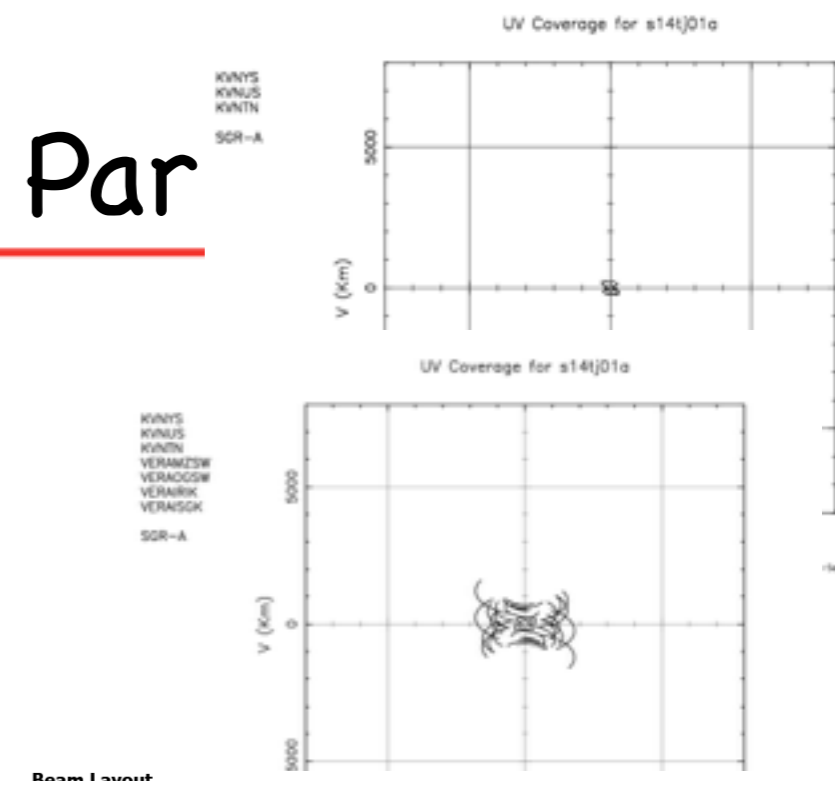 UV Coverage for s14tj01a
KVNYS
KVNUS
KVNTN
SGR-A
Par
5000
V (Km)
0
UV Coverage for s14tj01a
KVNYS
KVNUS
KVNTN
VERAMZSW
VERAOGSW
VERAIRIK
VERAISGK
SGR-A
5000
V (Km)
0
5000
Beam Layout